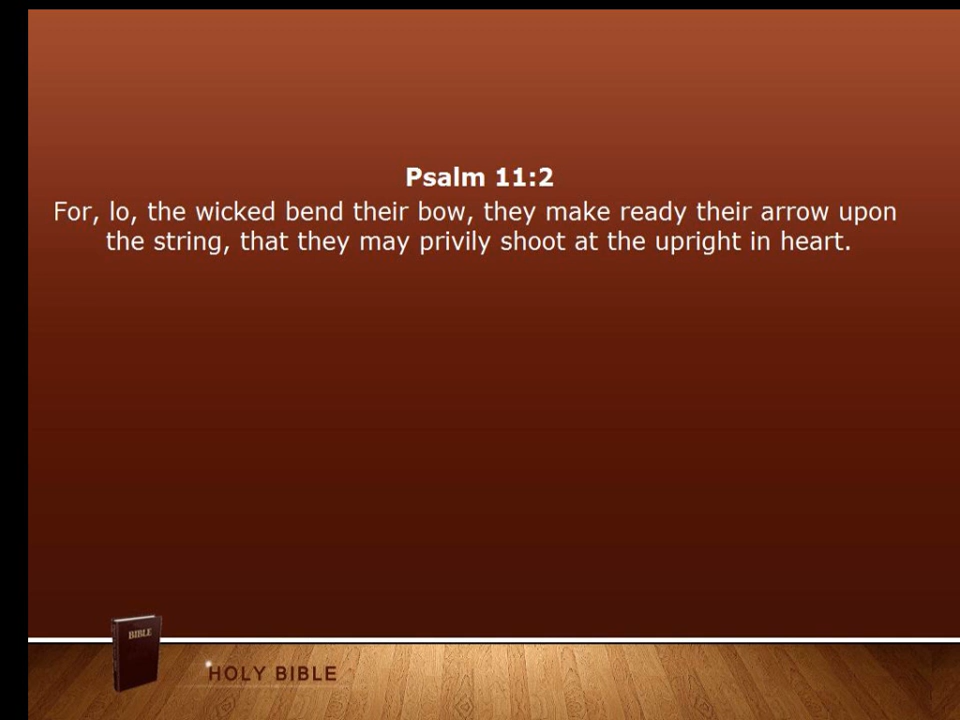 Psalm 11:2
For, lo, the wicked bend their bow, they make ready their arrow upon
the string, that they may privily shoot at the upright in heart.
BIBLE
HOLY BIBLE